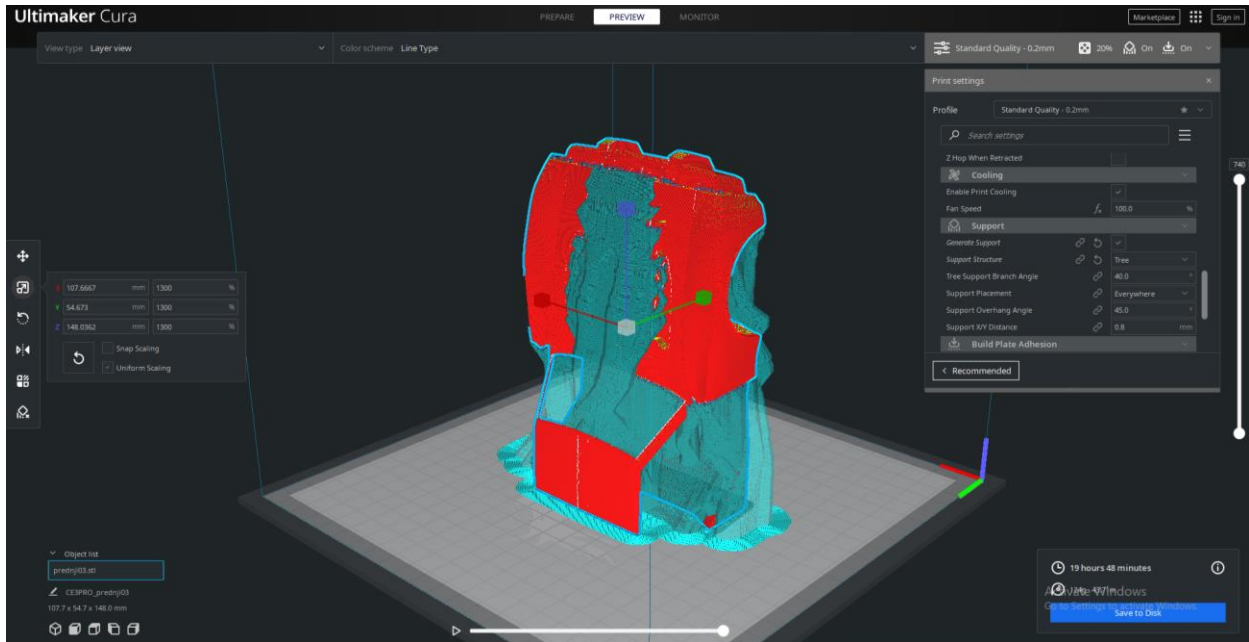 Ultimaker Cura
PREPARE
PREVIEW
MONITOR
Marketplace
Sign in
View type Layer view
Color scheme Line Type
Standard Quality - 0.2mm
20%
On
On
Print settings
Profile
Standard Quality - 0.2mm
Search settings
Z Hop When Retracted
Cooling
Enable Print Cooling
Fan Speed
100.0 %
Support
Generate Support
Support Structure
Tree
Tree Support Branch Angle
40.0 °
Support Placement
Everywhere
Support Overhang Angle
45.0 °
Support X/Y Distance
0.8 mm
Build Plate Adhesion
Recommended
740
X 107.6667 mm 1300 %
Y 54.673 mm 1300 %
Z 148.0362 mm 1300 %
Snap Scaling
Uniform Scaling
Object list
prednji03.stl
CE3PRO_prednji03
107.7 x 54.7 x 148.0 mm
19 hours 48 minutes
Activate Windows
Go to Settings to activate Windows.
Save to Disk